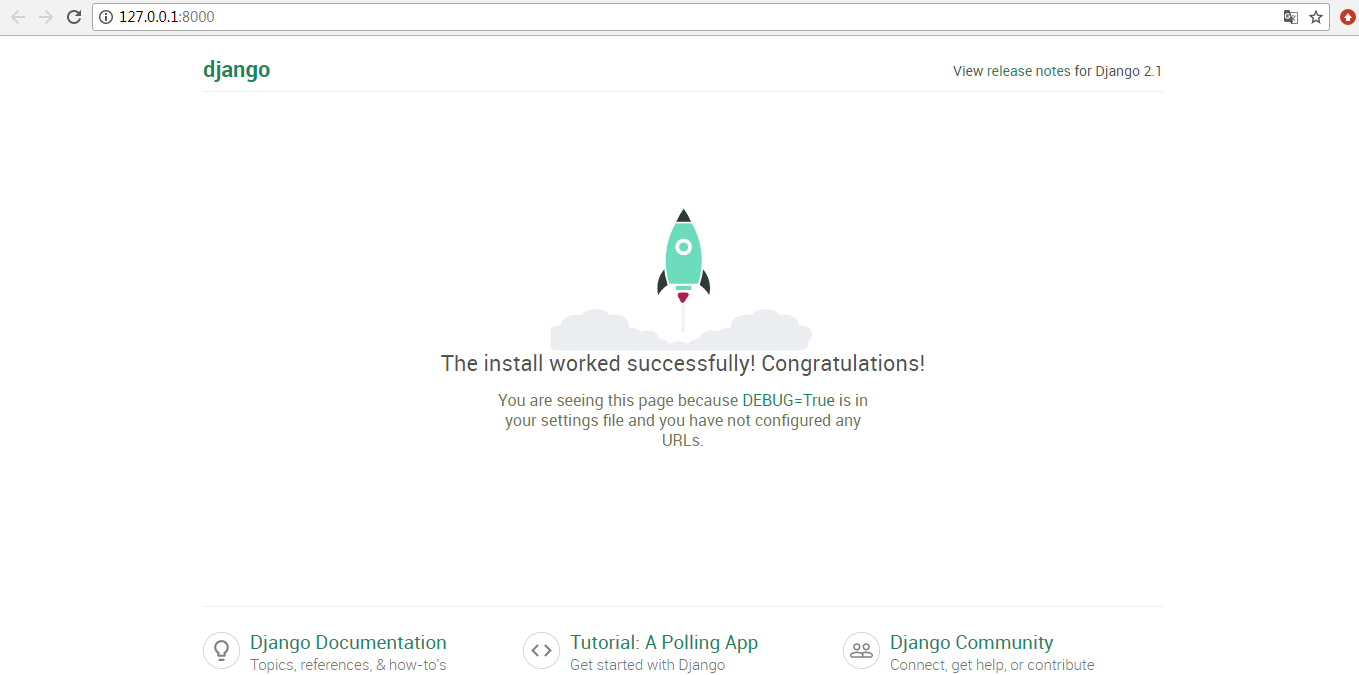 127.0.0.1:8000
django
View release notes for Django 2.1
The install worked successfully! Congratulations!
You are seeing this page because DEBUG=True is in
your settings file and you have not configured any
URLs.
Django Documentation
Topics, references, & how-to's
Tutorial: A Polling App
Get started with Django
Django Community
Connect, get help, or contribute